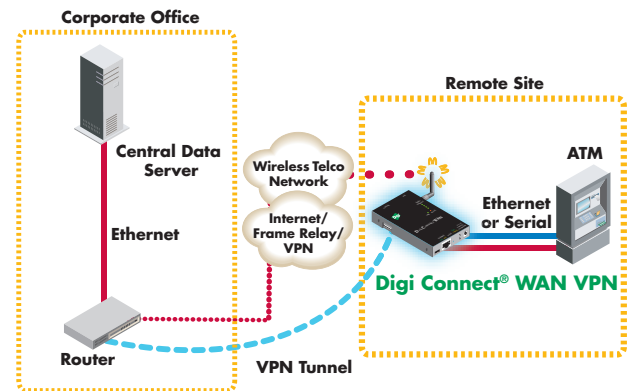 Corporate Office
Central Data
Server
Ethernet
Router
Wireless Telco
Network
Internet/
Frame Relay/
VPN
VPN Tunnel
Remote Site
ATM
Ethernet
or Serial
Digi Connect® WAN VPN